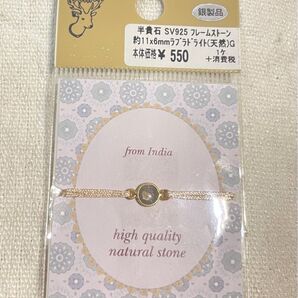 銀製品
半貴石 SV925 フレームストーン
約11x6mmラブラドライト(天然)G
本体価格¥ 550 1ケ
+消費税
from India
high quality
natural stone